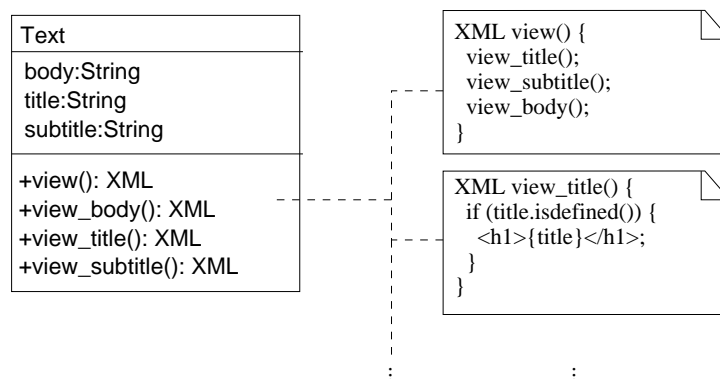 Text
body:String
title:String
subtitle:String
+view(): XML
+view_body(): XML
+view_title(): XML
+view_subtitle(): XML
XML view() {
view_title();
view_subtitle();
view_body();
}
XML view_title() {
if (title.isdefined()) {
<h1>{title}</h1>;
}
}
: :